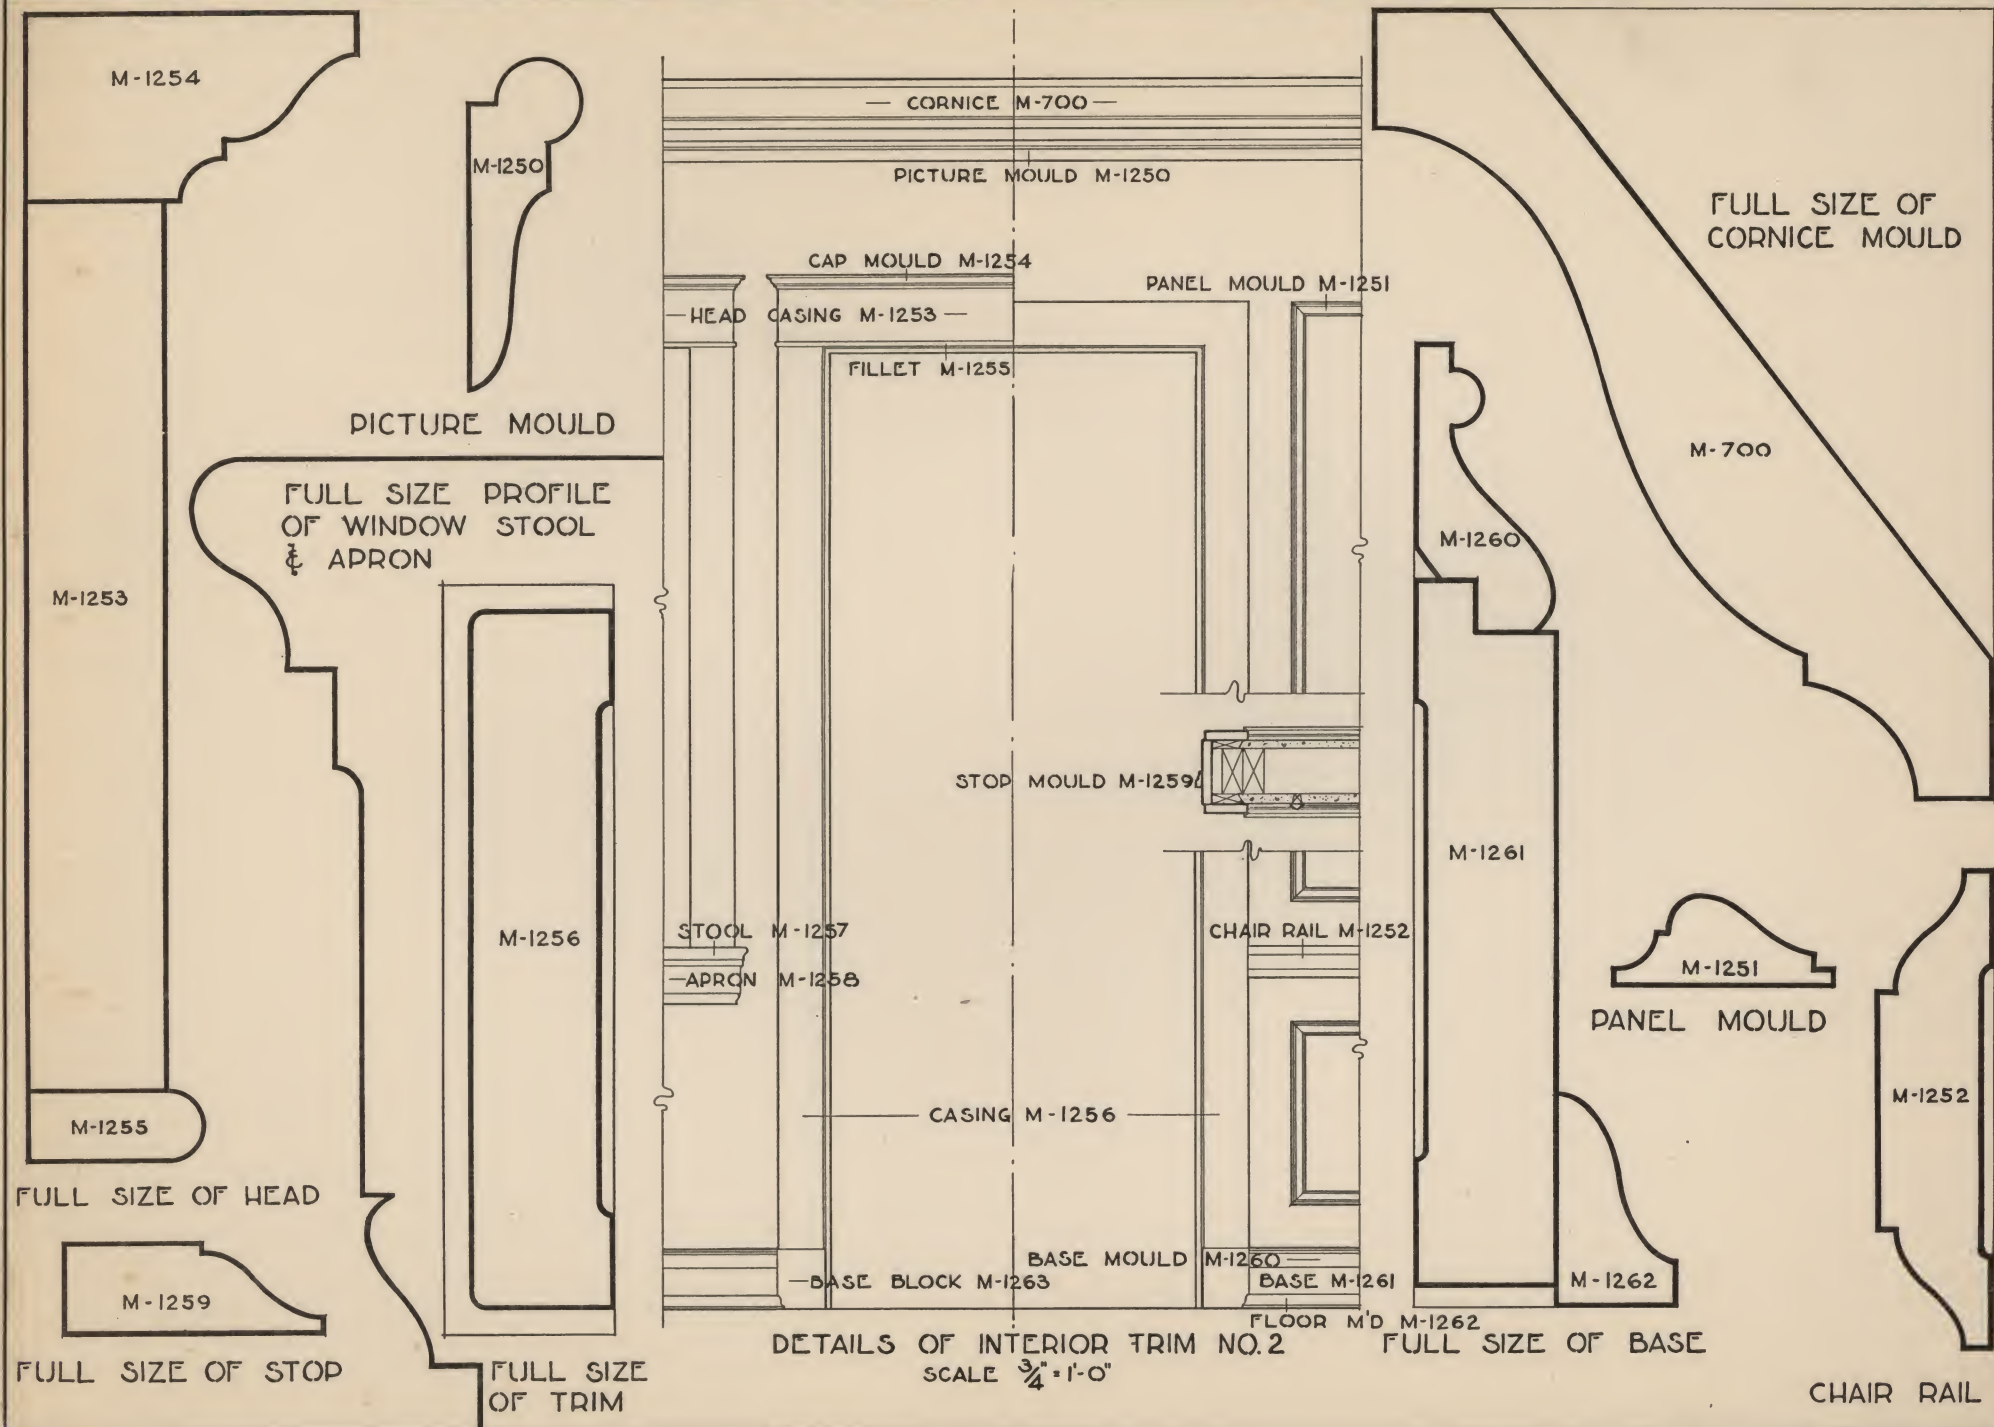 M-1254
M-1250
M-1253
PICTURE MOULD
FULL SIZE PROFILE
OF WINDOW STOOL
& APRON
M-1256
M-1255
FULL SIZE OF HEAD
M-1259
FULL SIZE OF STOP
FULL SIZE
OF TRIM
— CORNICE M-700 —
PICTURE MOULD M-1250
CAP MOULD M-1254
PANEL MOULD M-1251
— HEAD CASING M-1253 —
FILLET M-1255
STOP MOULD M-1259
STOOL M-1257
CHAIR RAIL M-1252
— APRON M-1258
CASING M-1256
BASE MOULD M-1260
— BASE BLOCK M-1263
BASE M-1261
FLOOR M'D M-1262
DETAILS OF INTERIOR TRIM NO. 2
SCALE 3/4" = 1'-0"
FULL SIZE OF
CORNICE MOULD
M-700
M-1260
M-1261
M-1251
PANEL MOULD
M-1252
M-1262
FULL SIZE OF BASE
CHAIR RAIL